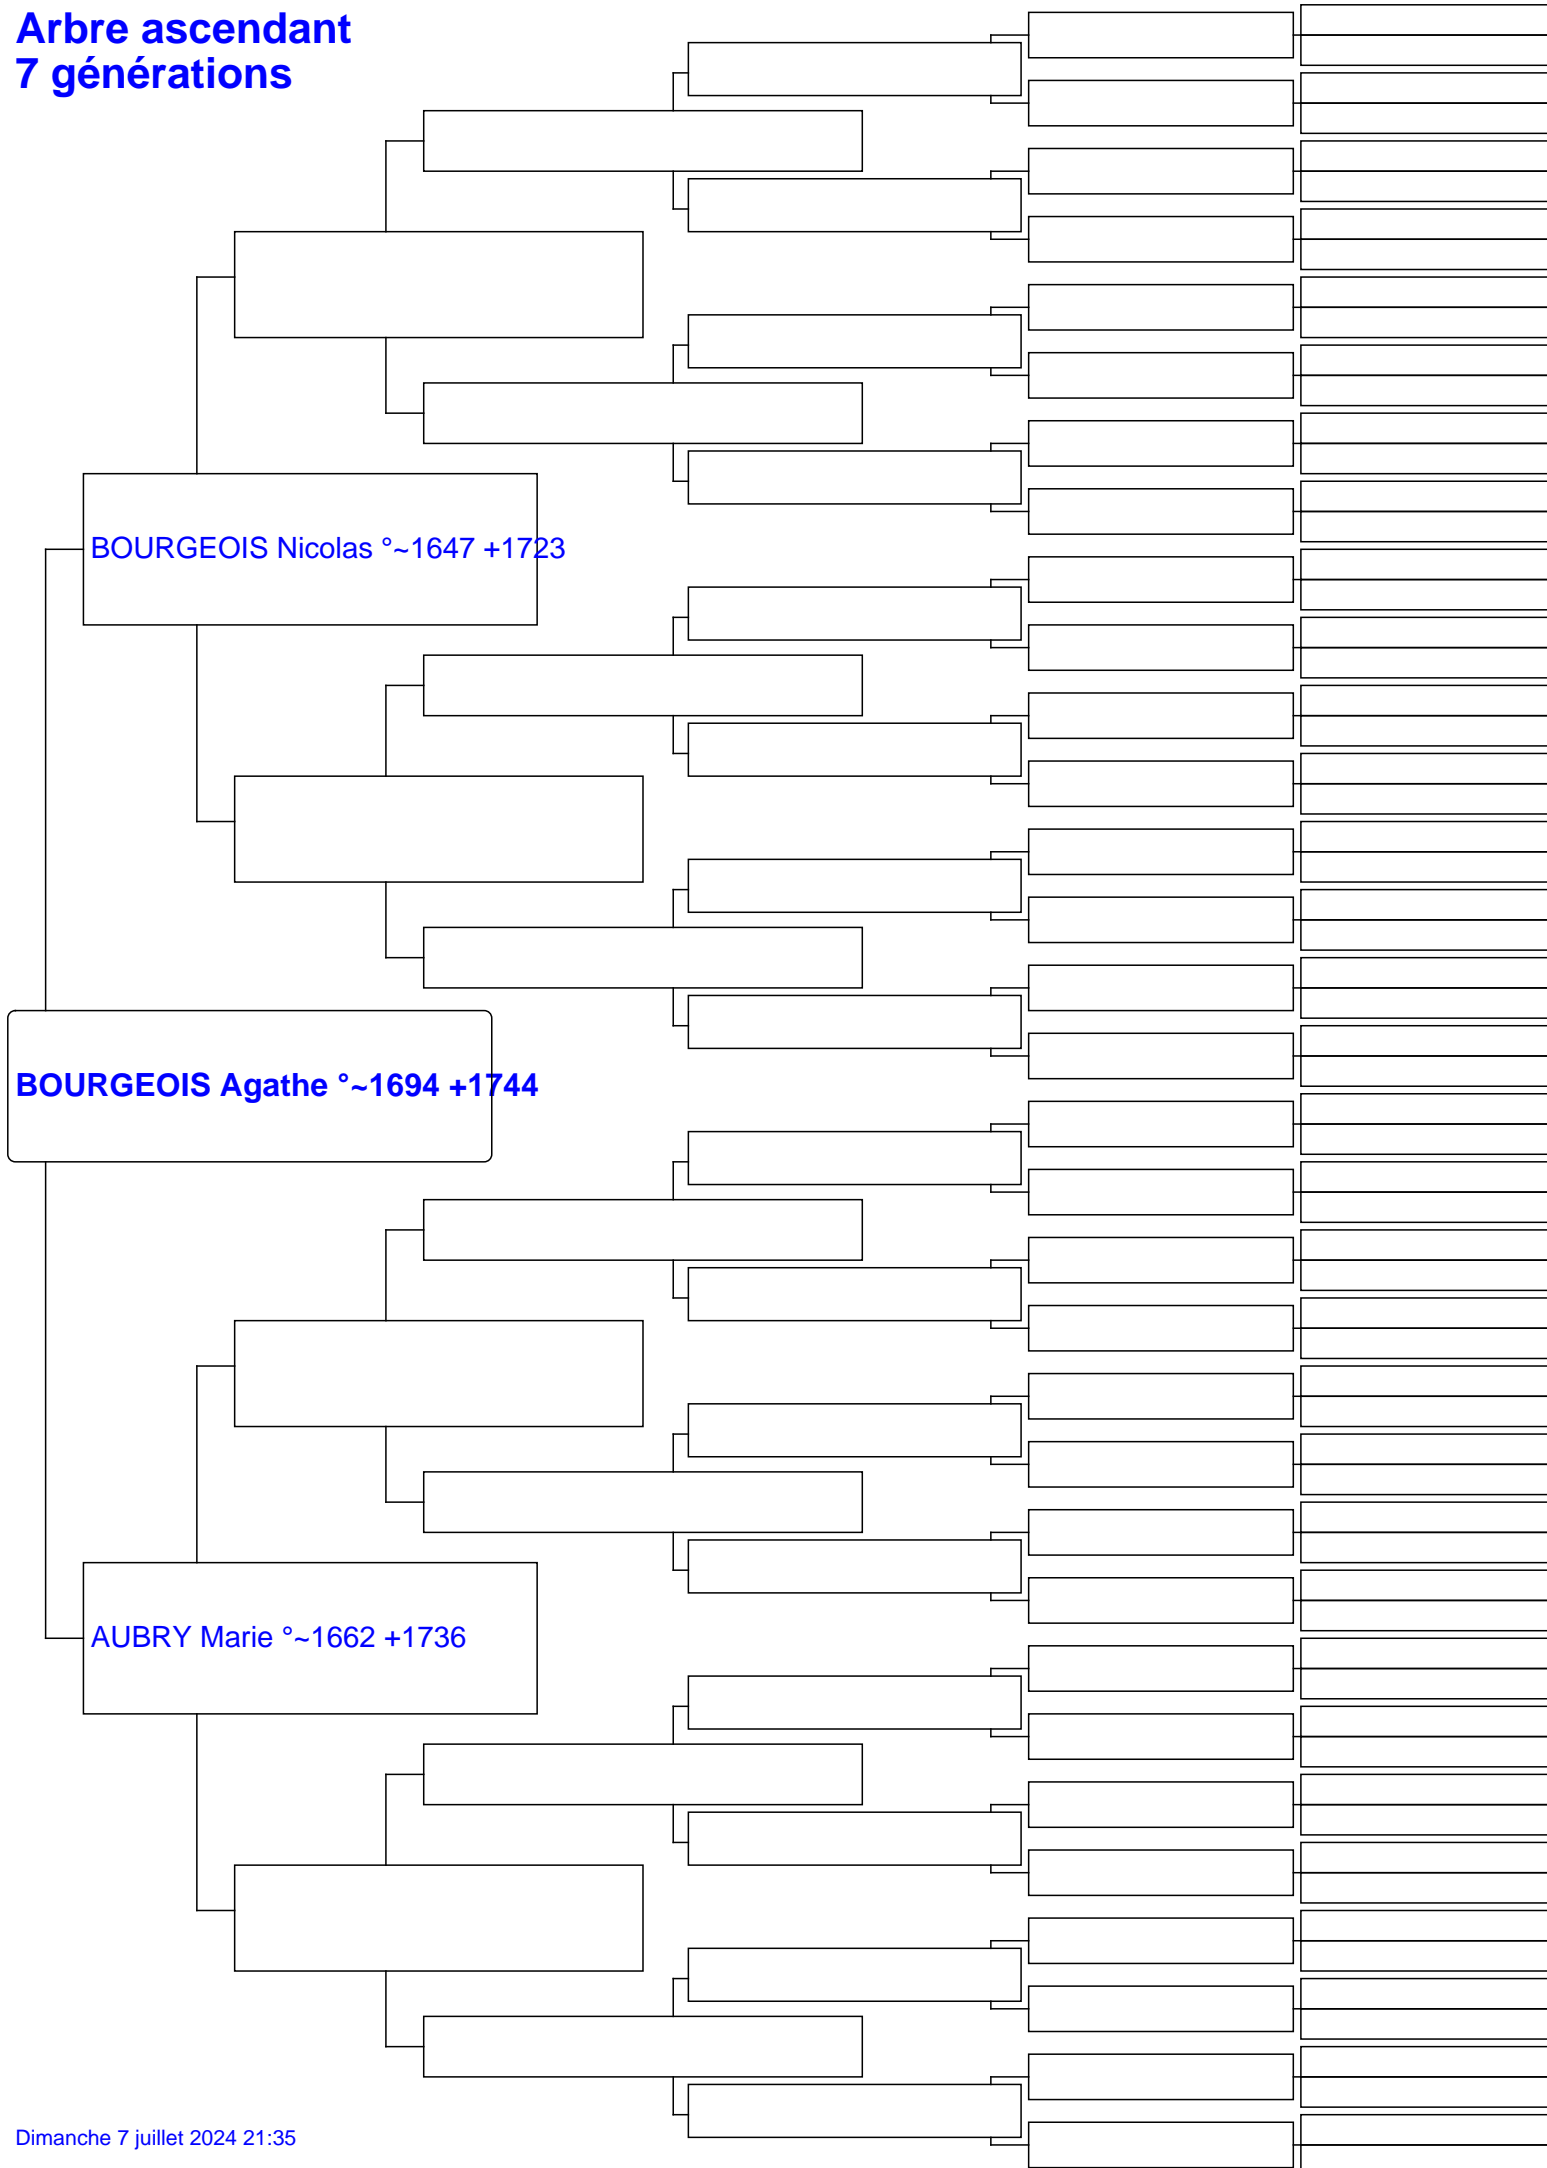 Arbre ascendant
7 générations
BOURGEOIS Nicolas °~1647 +1723
BOURGEOIS Agathe °~1694 +1744
AUBRY Marie °~1662 +1736
Dimanche 7 juillet 2024 21:35